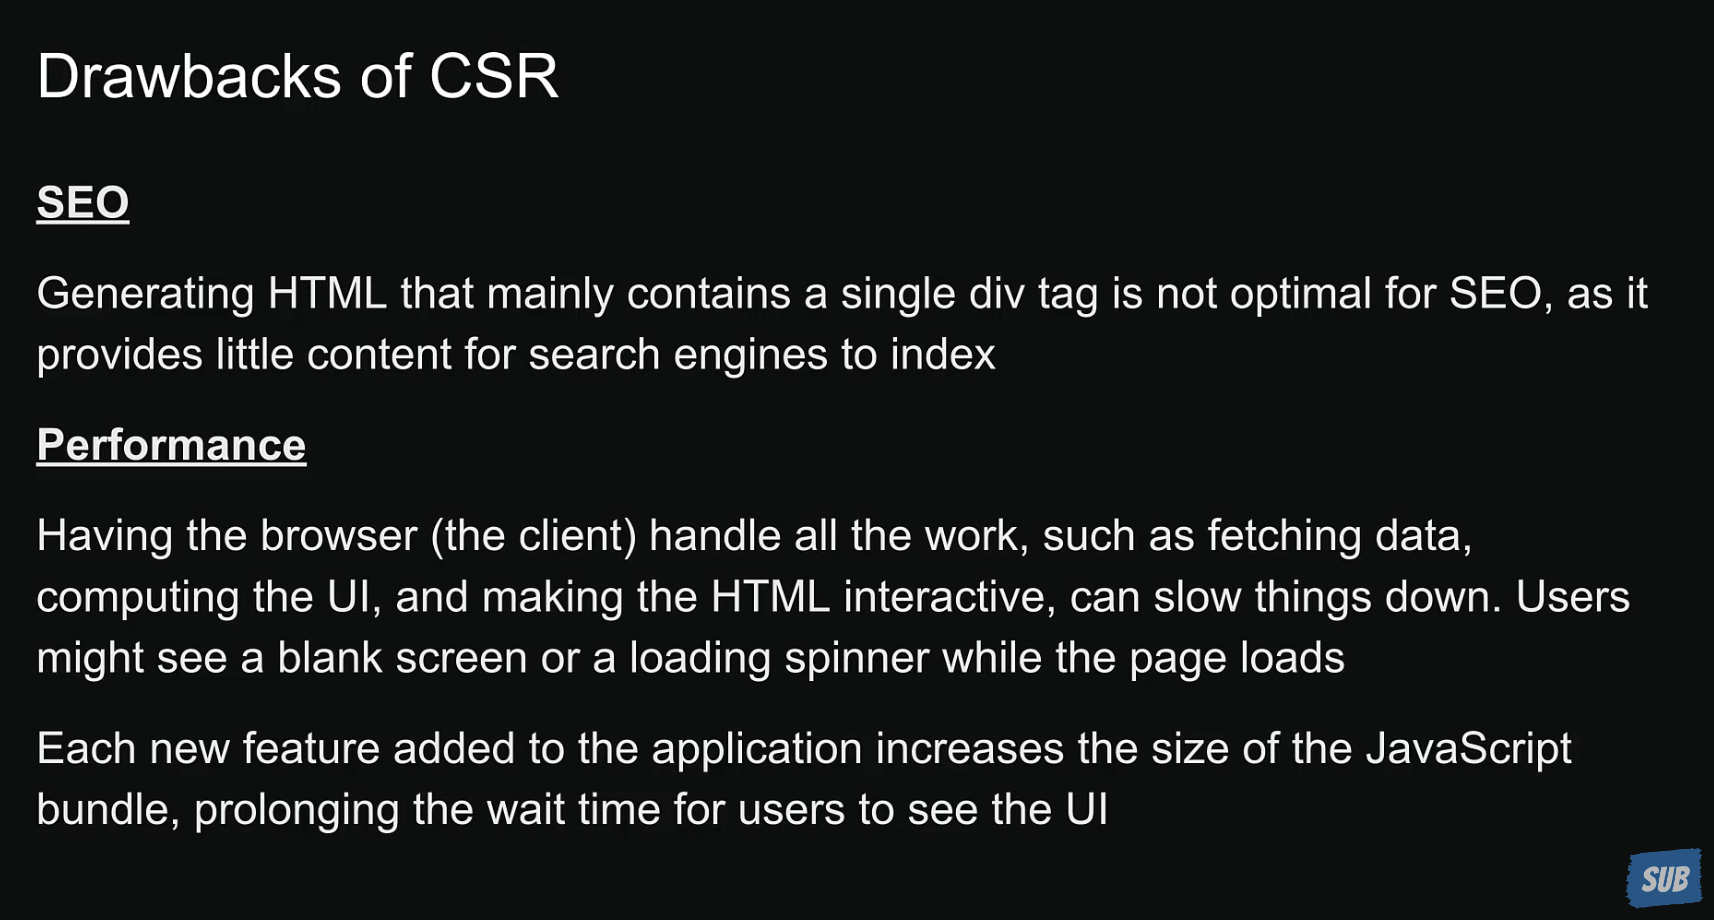 Drawbacks of CSR
SEO
Generating HTML that mainly contains a single div tag is not optimal for SEO, as it
provides little content for search engines to index
Performance
Having the browser (the client) handle all the work, such as fetching data,
computing the UI, and making the HTML interactive, can slow things down. Users
might see a blank screen or a loading spinner while the page loads
Each new feature added to the application increases the size of the JavaScript
bundle, prolonging the wait time for users to see the UI
SUB